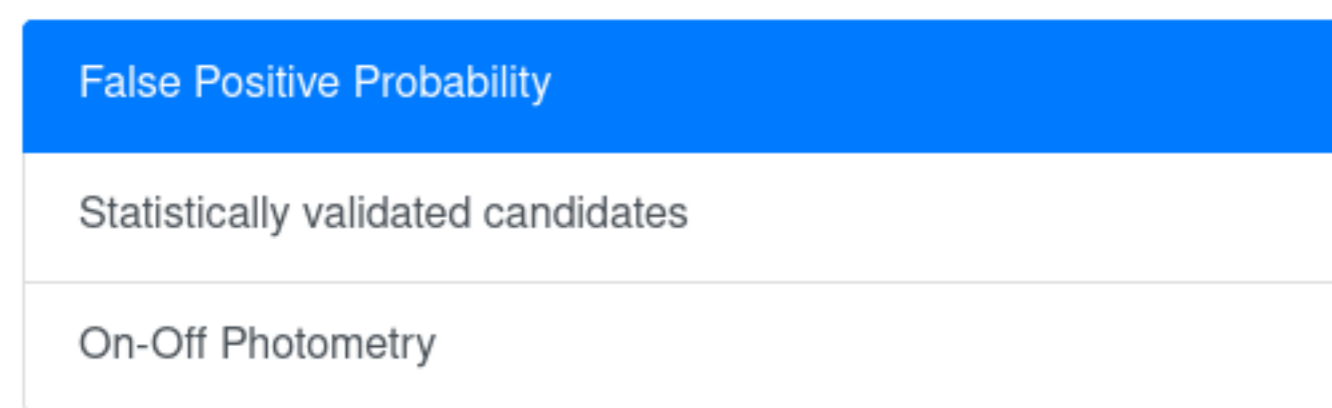 False Positive Probability
Statistically validated candidates
On-Off Photometry